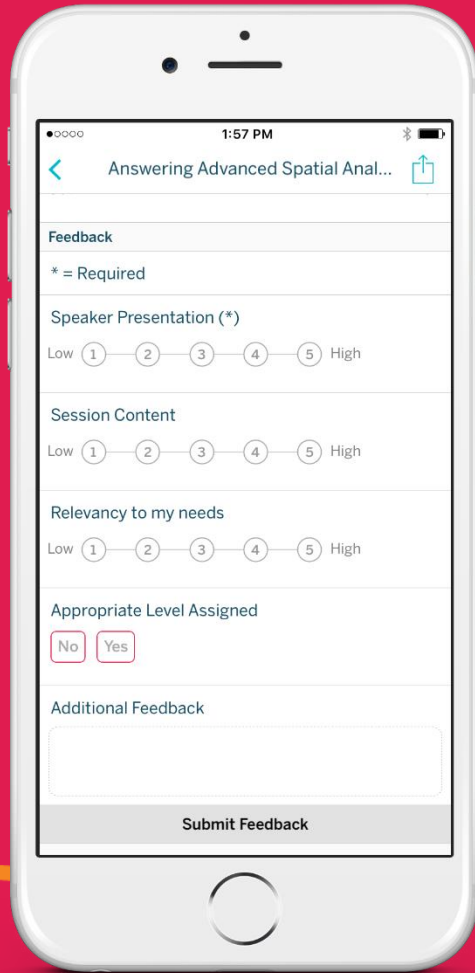 1:57 PM
Answering Advanced Spatial Anal...
Feedback
* = Required
Speaker Presentation (*)
Low 1 2 3 4 5 High
Session Content
Low 1 2 3 4 5 High
Relevancy to my needs
Low 1 2 3 4 5 High
Appropriate Level Assigned
No Yes
Additional Feedback
Submit Feedback